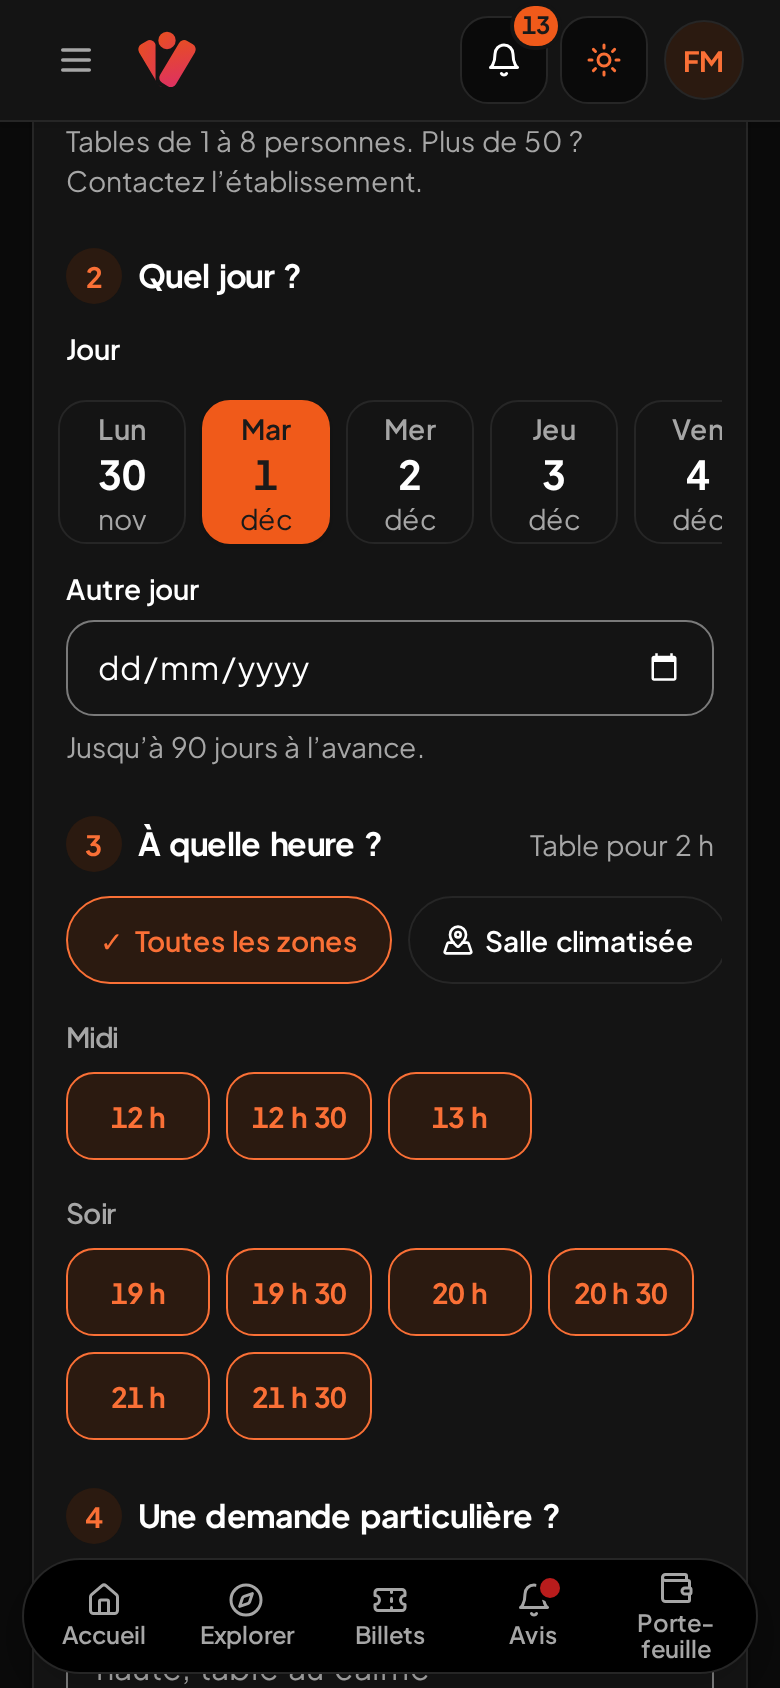 13
FM
Tables de 1 à 8 personnes. Plus de 50 ?
Contactez l’établissement.
2 Quel jour ?
Jour
Lun Mar Mer Jeu Ven
30 1 2 3 4
nov déc déc déc déc
Autre jour
dd/mm/yyyy
Jusqu’à 90 jours à l’avance.
3 À quelle heure ? Table pour 2 h
✓ Toutes les zones Salle climatisée
Midi
12 h 12 h 30 13 h
Soir
19 h 19 h 30 20 h 20 h 30
21 h 21 h 30
4 Une demande particulière ?
Accueil Explorer Billets Avis Porte-
feuille
haute, table au calme